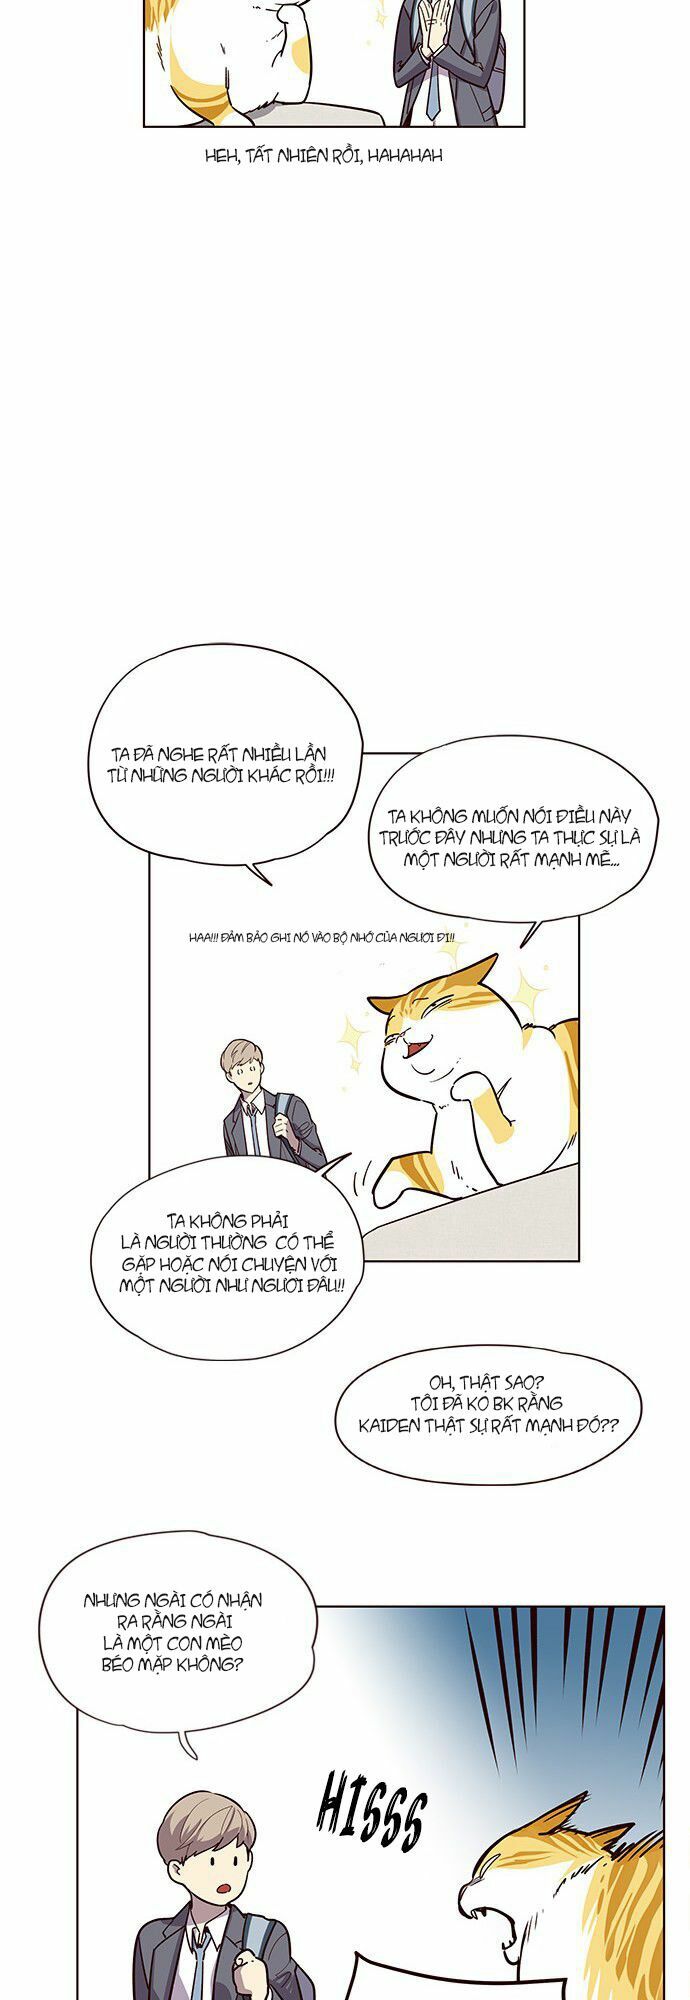 HEH, TẤT NHIÊN RỒI, HAHAHAH
TA ĐÃ NGHE RẤT NHIỀU LẦN
TỪ NHỮNG NGƯỜI KHÁC RỒI!!!
TA KHÔNG MUỐN NÓI ĐIỀU NÀY
TRƯỚC ĐÂY NHƯNG TA THỰC SỰ LÀ
MỘT NGƯỜI RẤT MẠNH MẼ...
HAA!!! ĐẢM BẢO GHI NÓ VÀO BỘ NHỚ CỦA NGƯƠI ĐI!!
TA KHÔNG PHẢI
LÀ NGƯỜI THƯỜNG CÓ THỂ
GẶP HOẶC NÓI CHUYỆN VỚI
MỘT NGƯỜI NHƯ NGƯƠI ĐÂU!!
OH, THẬT SAO?
TÔI ĐÃ KO BK RẰNG
KAIDEN THẬT SỰ RẤT MẠNH ĐÓ??
NHƯNG NGÀI CÓ NHẬN
RA RẰNG NGÀI
LÀ MỘT CON MÈO
BÉO MẬP KHÔNG?
HISSS